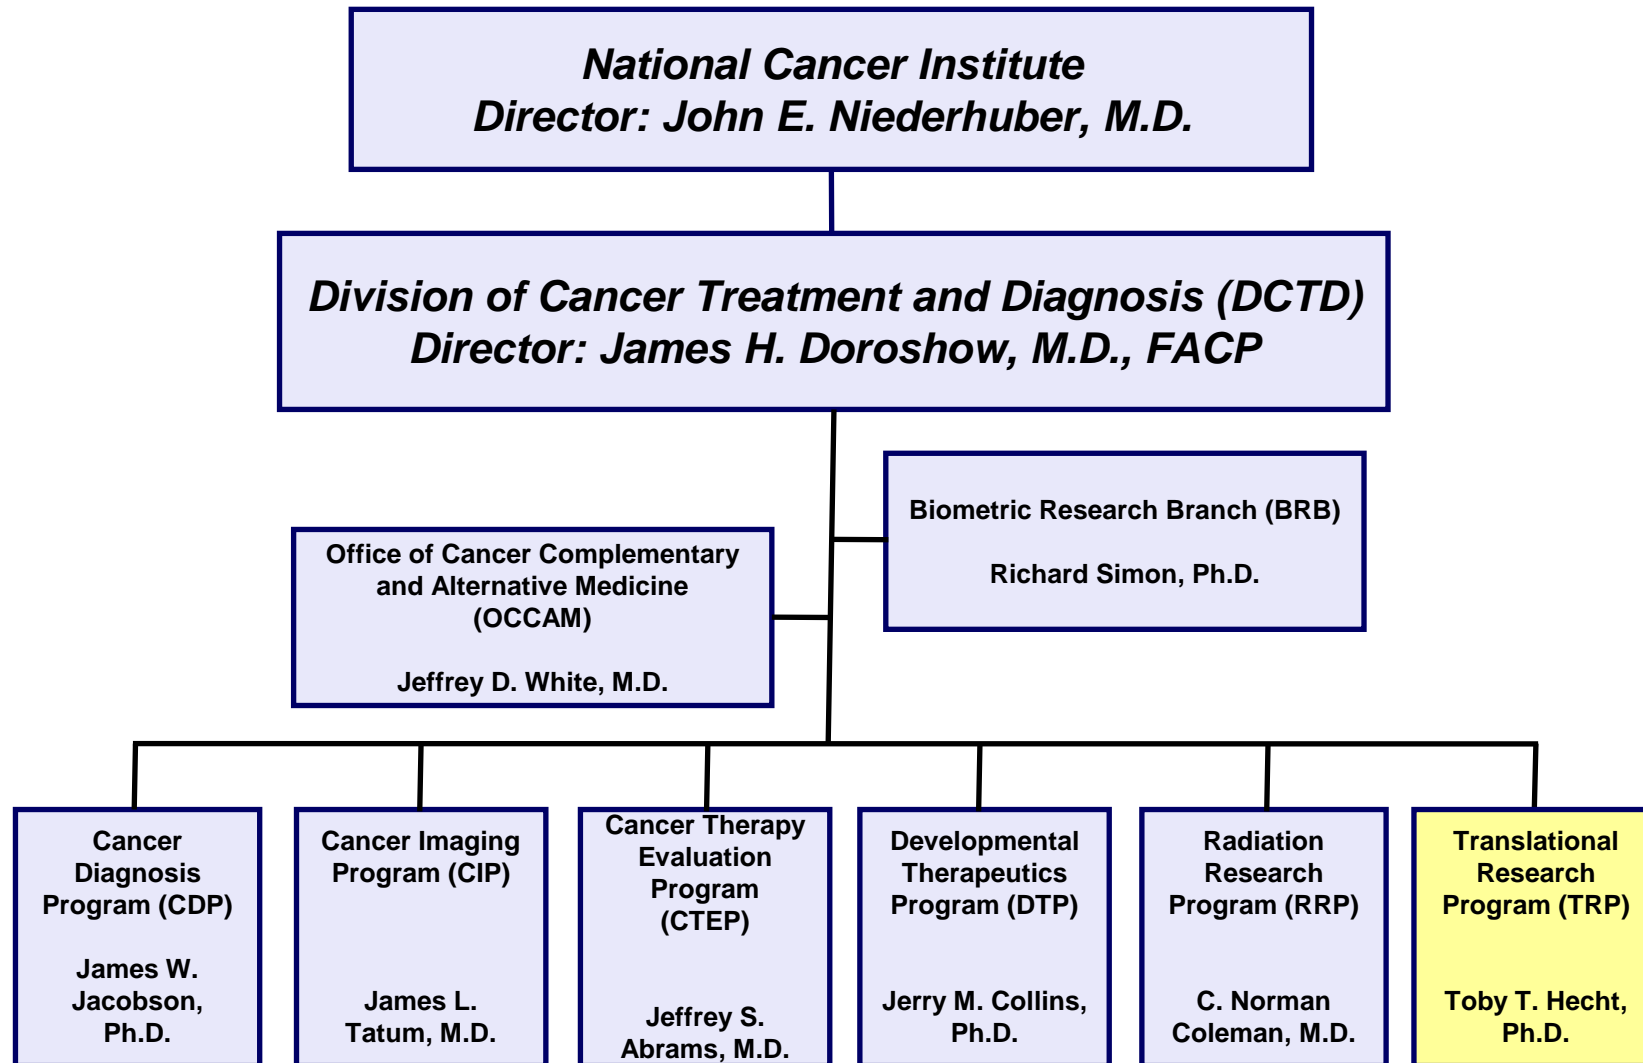 National Cancer Institute
Director: John E. Niederhuber, M.D.
Division of Cancer Treatment and Diagnosis (DCTD)
Director: James H. Doroshow, M.D., FACP
Biometric Research Branch (BRB)
Richard Simon, Ph.D.
Office of Cancer Complementary
and Alternative Medicine
(OCCAM)
Jeffrey D. White, M.D.
Cancer
Diagnosis
Program (CDP)
James W.
Jacobson,
Ph.D.
Cancer Imaging
Program (CIP)
James L.
Tatum, M.D.
Cancer Therapy
Evaluation
Program
(CTEP)
Jeffrey S.
Abrams, M.D.
Developmental
Therapeutics
Program (DTP)
Jerry M. Collins,
Ph.D.
Radiation
Research
Program (RRP)
C. Norman
Coleman, M.D.
Translational
Research
Program (TRP)
Toby T. Hecht,
Ph.D.